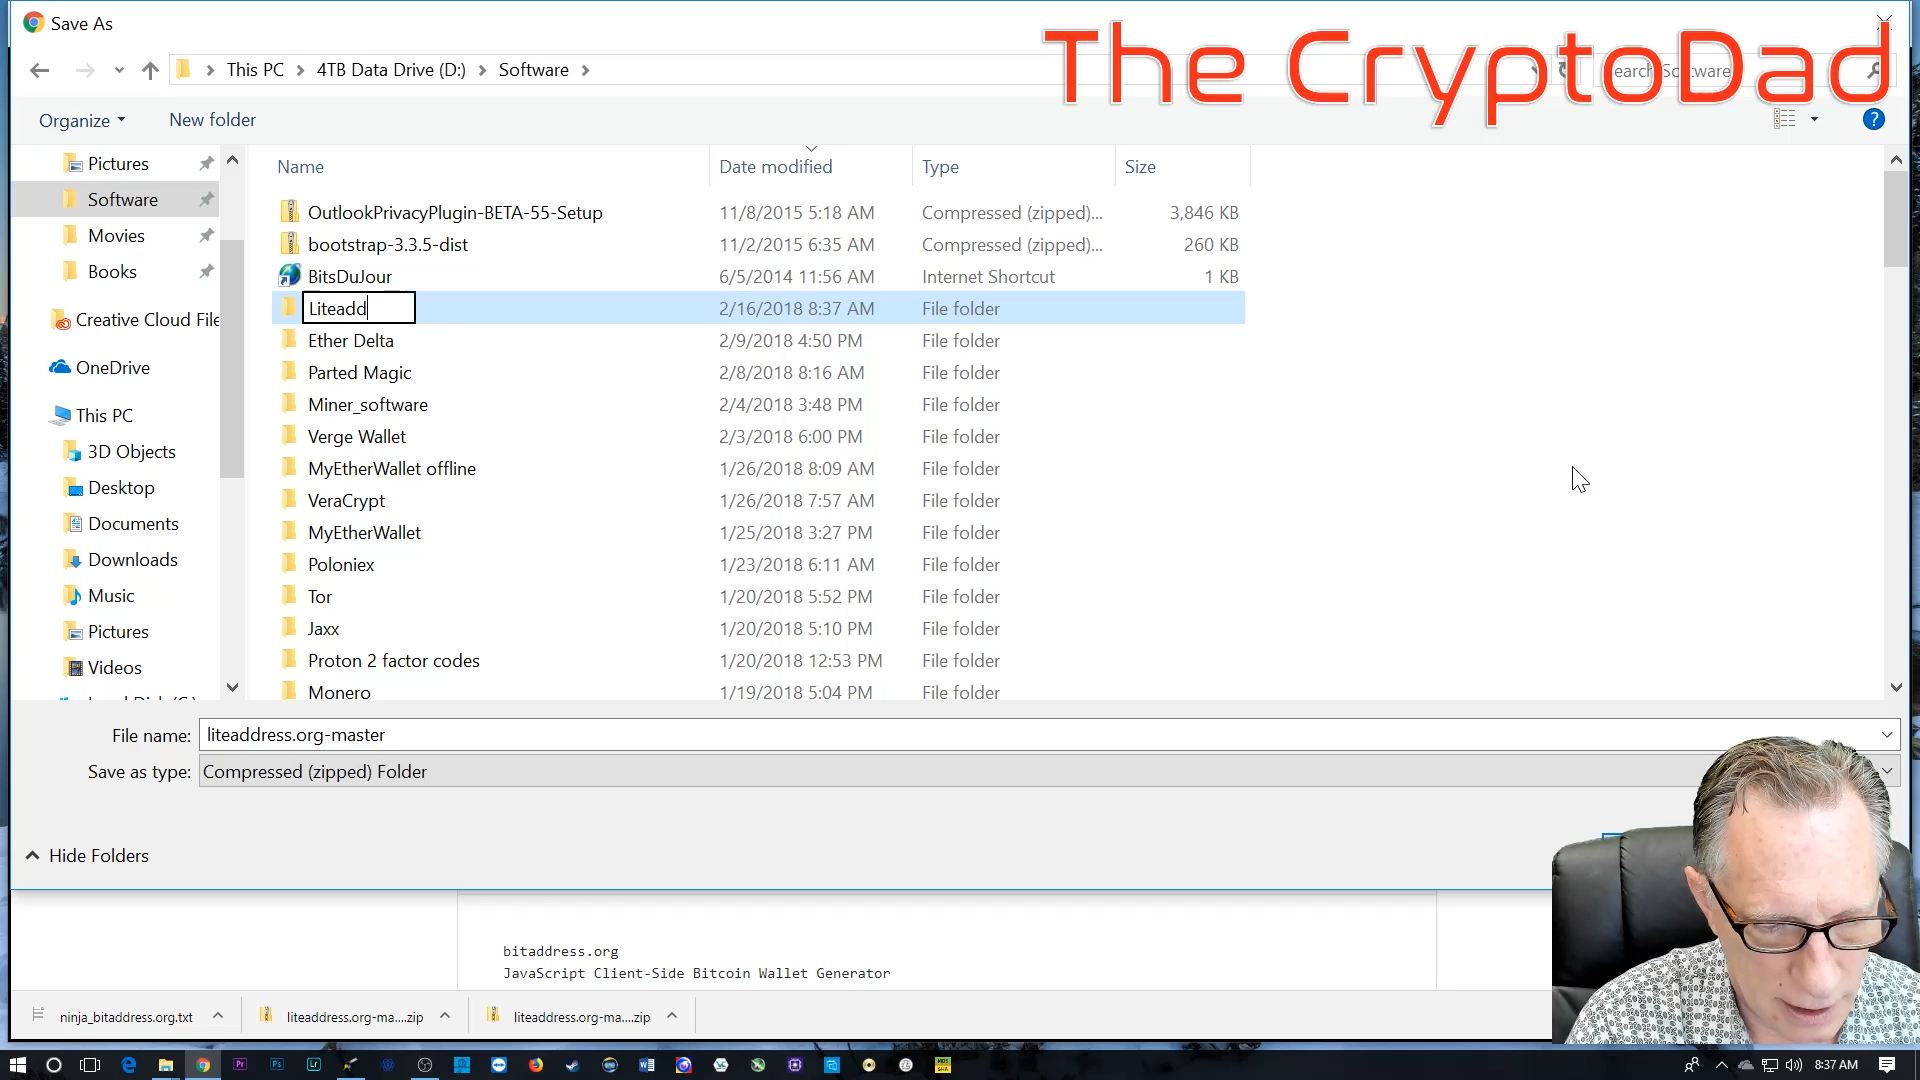 Save As
The CryptoDad
This PC > 4TB Data Drive (D:) > Software >
Organize
New folder
Name
Date modified
Type
Size
Pictures
Software
Movies
Books
Creative Cloud File
OneDrive
This PC
3D Objects
Desktop
Documents
Downloads
Music
Pictures
Videos
OutlookPrivacyPlugin-BETA-55-Setup 11/8/2015 5:18 AM Compressed (zipped)... 3,846 KB
bootstrap-3.3.5-dist 11/2/2015 6:35 AM Compressed (zipped)... 260 KB
BitsDuJour 6/5/2014 11:56 AM Internet Shortcut 1 KB
Liteadd 2/16/2018 8:37 AM File folder
Ether Delta 2/9/2018 4:50 PM File folder
Parted Magic 2/8/2018 8:16 AM File folder
Miner_software 2/4/2018 3:48 PM File folder
Verge Wallet 2/3/2018 6:00 PM File folder
MyEtherWallet offline 1/26/2018 8:09 AM File folder
VeraCrypt 1/26/2018 7:57 AM File folder
MyEtherWallet 1/25/2018 3:27 PM File folder
Poloniex 1/23/2018 6:11 AM File folder
Tor 1/20/2018 5:52 PM File folder
Jaxx 1/20/2018 5:10 PM File folder
Proton 2 factor codes 1/20/2018 12:53 PM File folder
Monero 1/19/2018 5:04 PM File folder
File name: liteaddress.org-master
Save as type: Compressed (zipped) Folder
Hide Folders
bitaddress.org
JavaScript Client-Side Bitcoin Wallet Generator
ninja_bitaddress.org.txt
liteaddress.org-ma....zip
liteaddress.org-ma....zip
8:37 AM